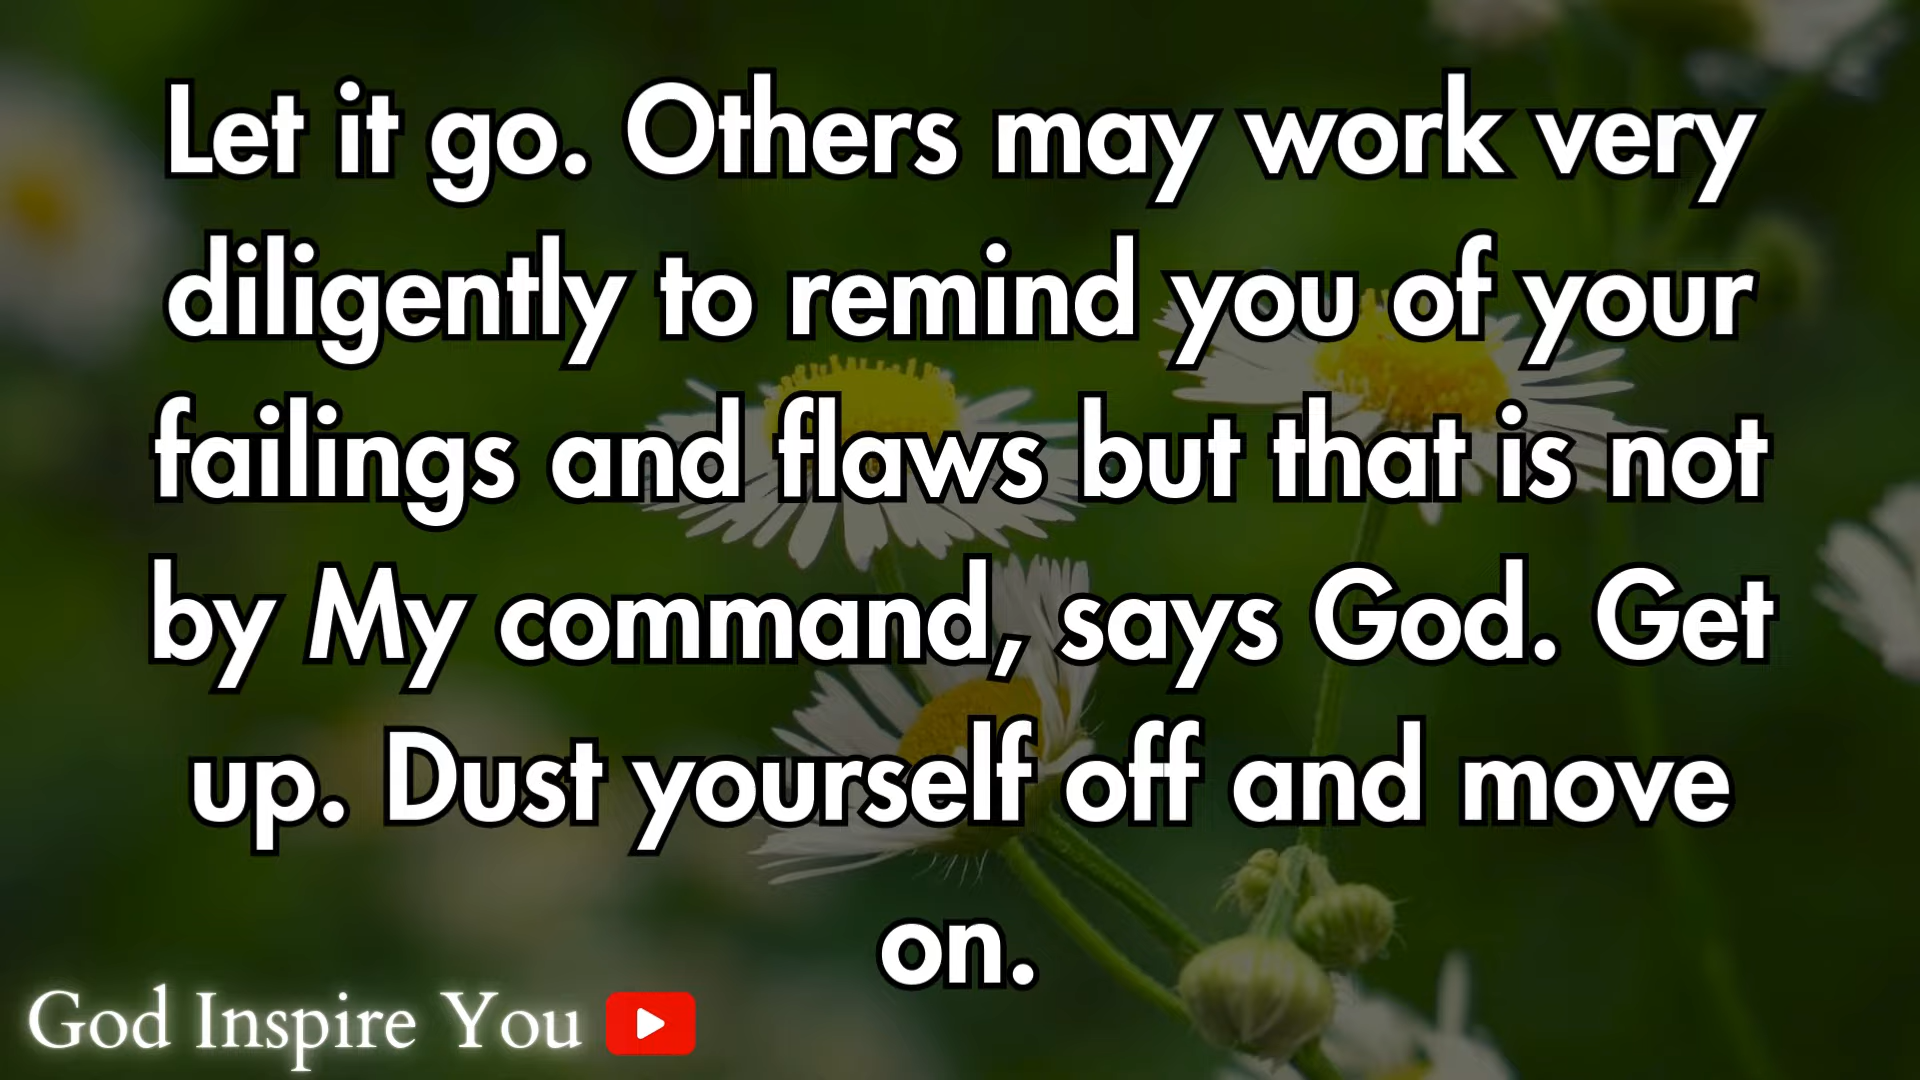 Let it go. Others may work very
diligently to remind you of your
failings and flaws but that is not
by My command, says God. Get
up. Dust yourself off and move
on.
God Inspire You